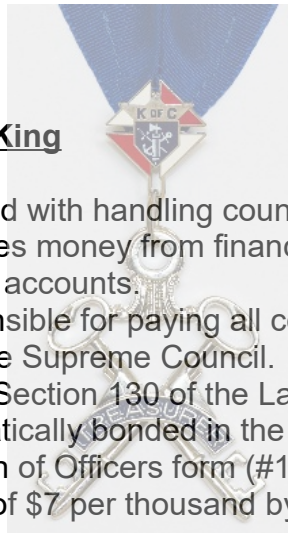 K OF C
King
d with handling coun
es money from financ
accounts.
nsible for paying all c
e Supreme Council.
Section 130 of the La
TREASURER
atically bonded in the
n of Officers form (#1
of $7 per thousand by